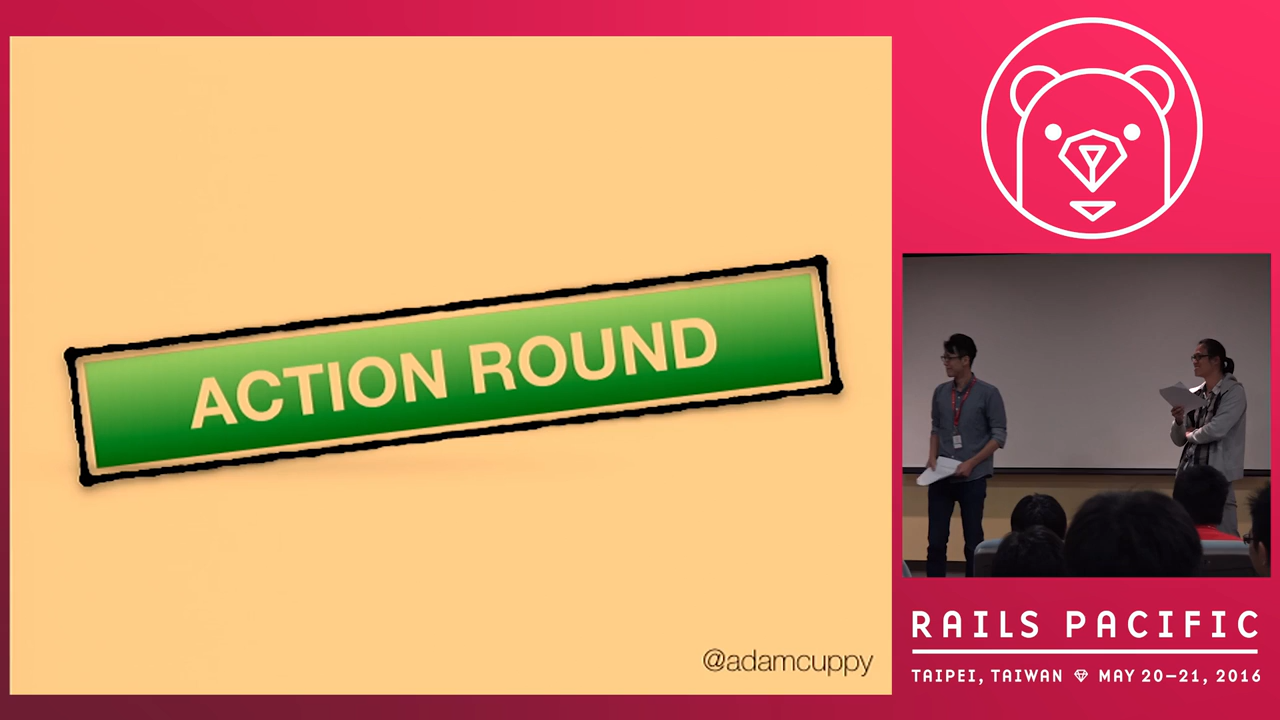 ACTION ROUND
@adamcuppy
RAILS PACIFIC
TAIPEI, TAIWAN MAY 20–21, 2016